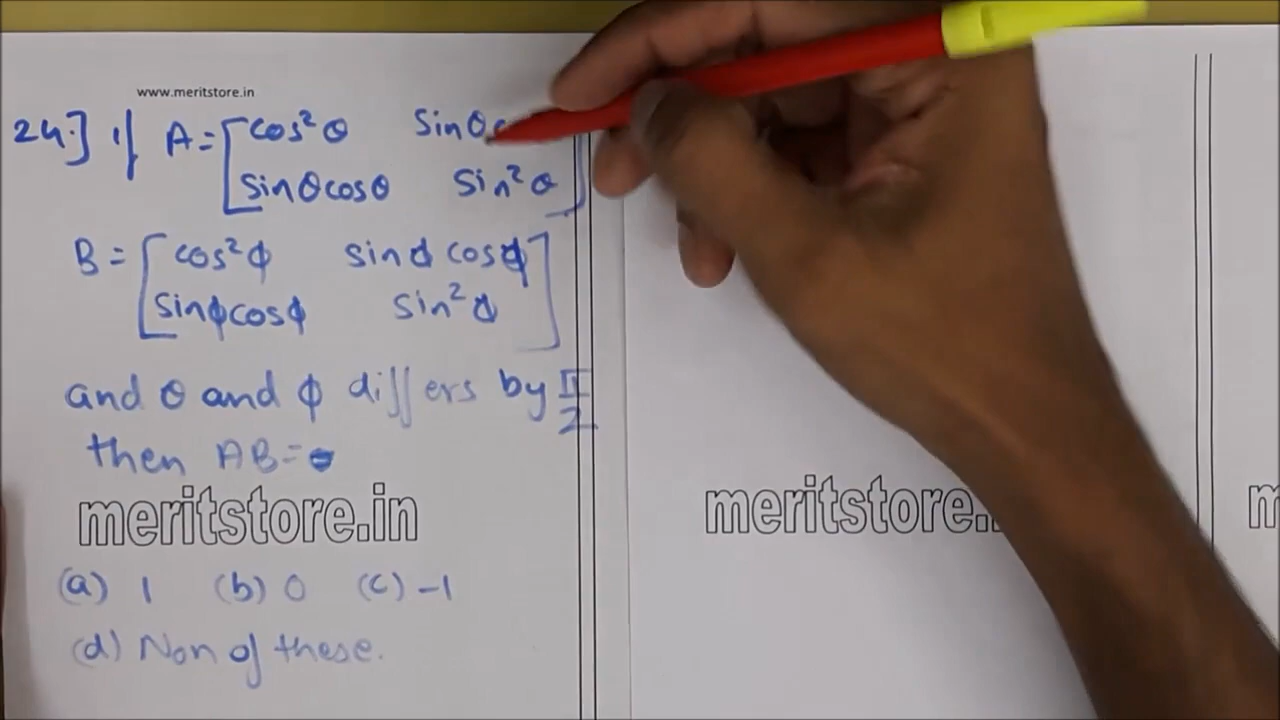 www.meritstore.in
24.] if A = [cos²θ sinθ
sinθcosθ sin²θ]
B = [cos²ϕ sinϕ cosϕ
sinϕcosϕ sin²ϕ]
and θ and ϕ differs by π/2
then AB =
meritstore.in meritstore. m
(a) 1 (b) 0 (c) -1
(d) Non of these.